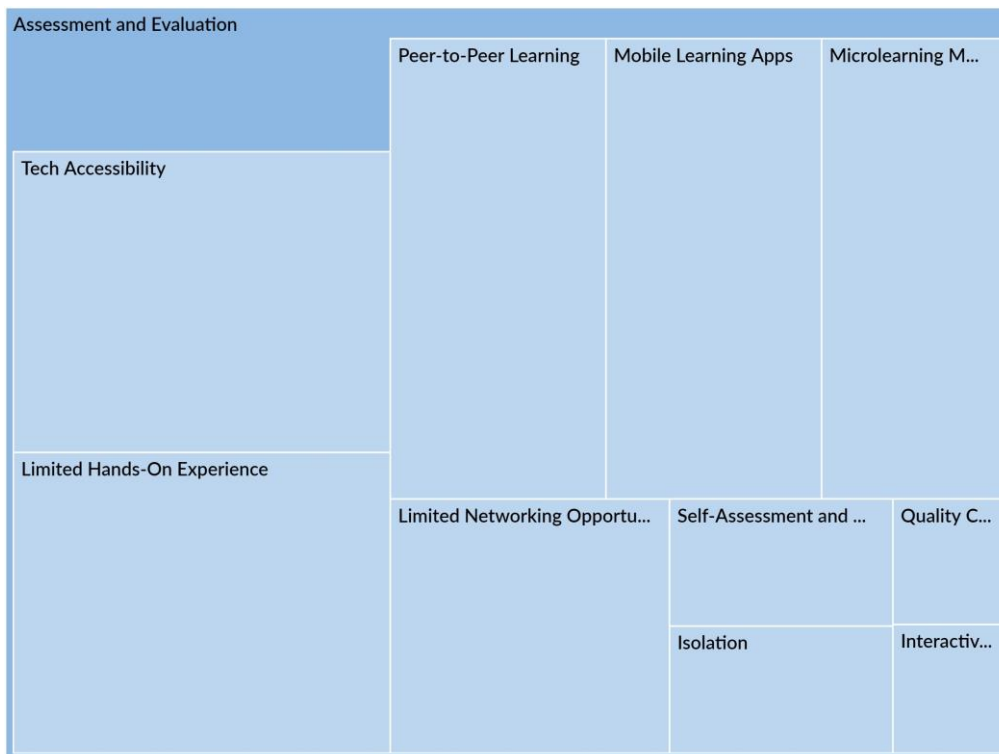 Assessment and Evaluation
Peer-to-Peer Learning
Mobile Learning Apps
Microlearning M...
Tech Accessibility
Limited Hands-On Experience
Limited Networking Opportu...
Self-Assessment and ...
Quality C...
Isolation
Interactiv...